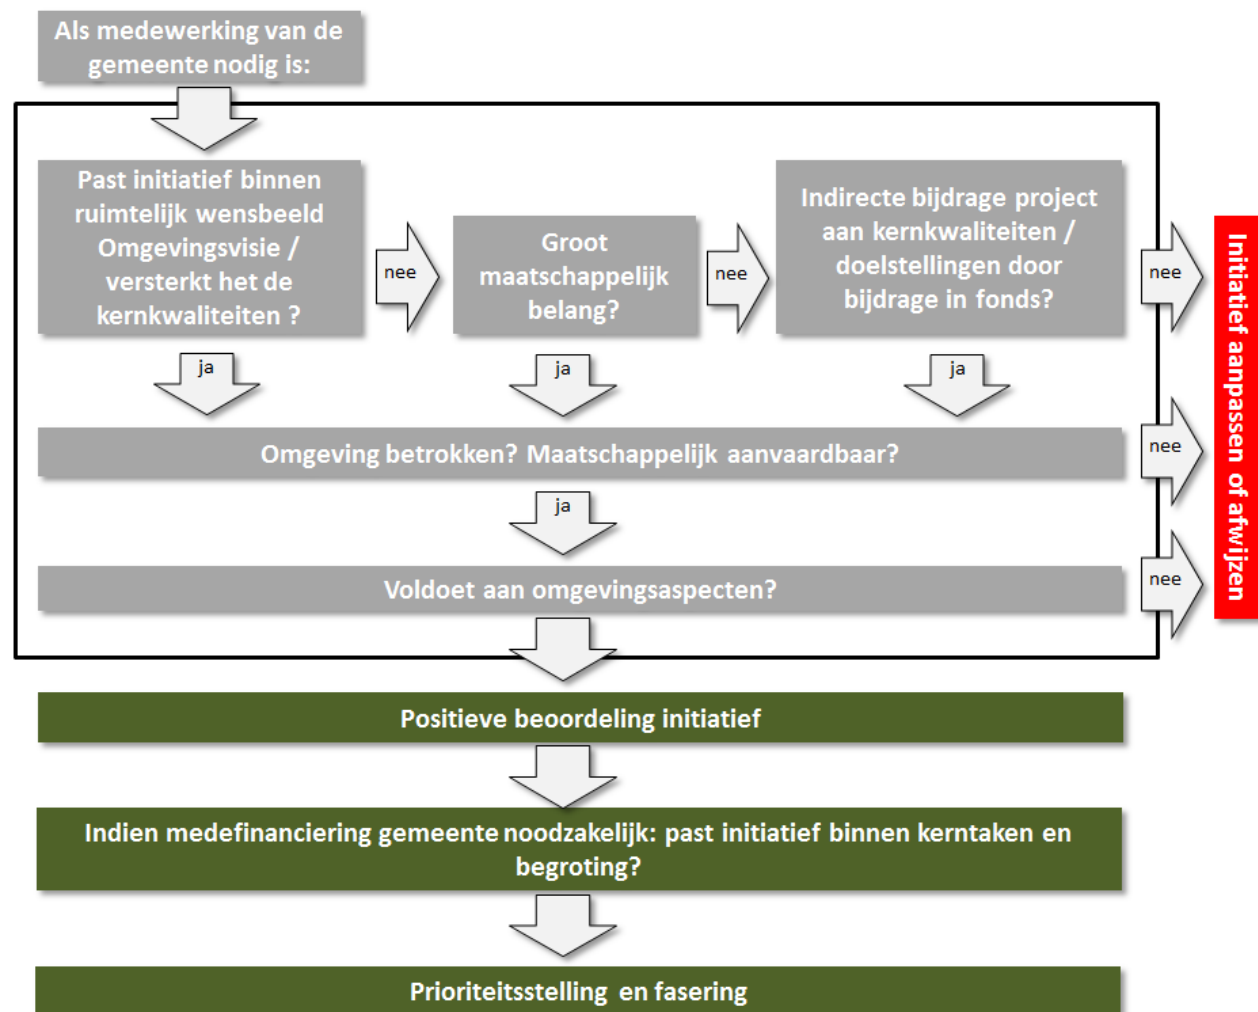 Als medewerking van de
gemeente nodig is:
Past initiatief binnen
ruimtelijk wensbeeld
Omgevingsvisie /
versterkt het de
kernkwaliteiten ?
nee
Groot
maatschappelijk
belang?
nee
Indirecte bijdrage project
aan kernkwaliteiten /
doelstellingen door
bijdrage in fonds?
nee
Initiatief aanpassen of afwijzen
ja
ja
ja
Omgeving betrokken? Maatschappelijk aanvaardbaar?
nee
ja
Voldoet aan omgevingsaspecten?
nee
Positieve beoordeling initiatief
Indien medefinanciering gemeente noodzakelijk: past initiatief binnen kerntaken en
begroting?
Prioriteitsstelling en fasering